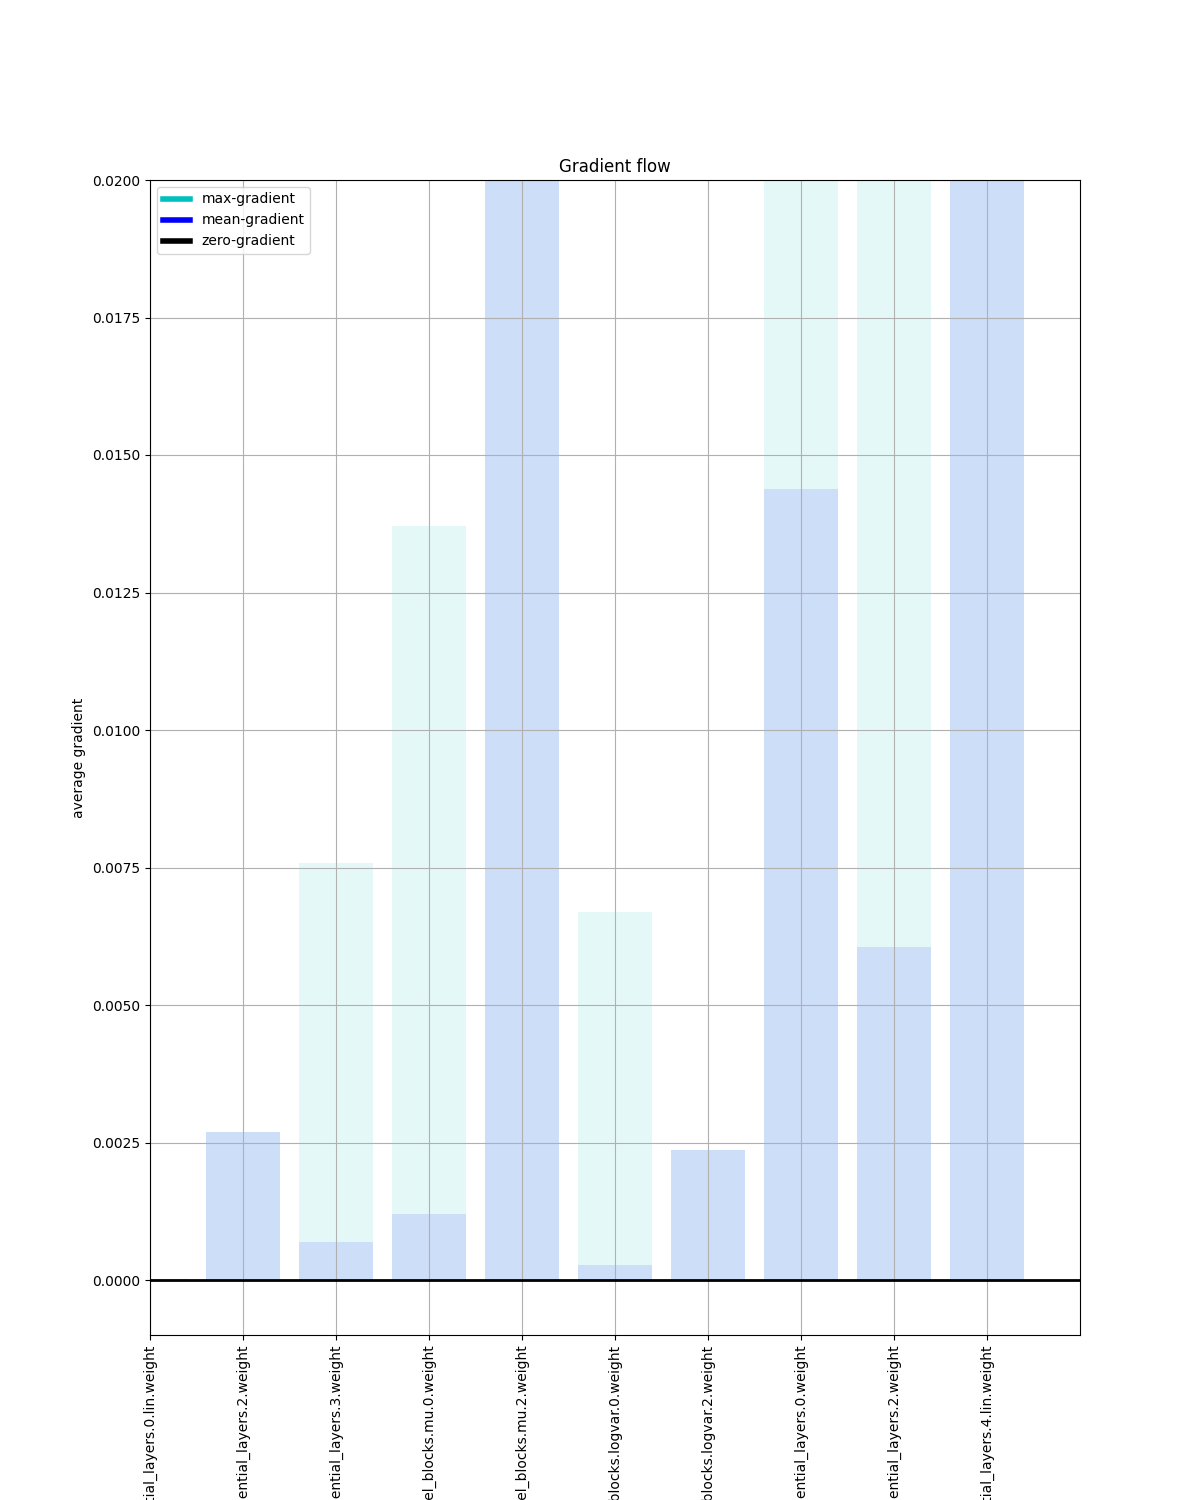 Gradient flow
max-gradient
mean-gradient
zero-gradient
0.0200
0.0175
0.0150
0.0125
0.0100
0.0075
0.0050
0.0025
0.0000
average gradient
tial_layers.0.lin.weight
ential_layers.2.weight
ential_layers.3.weight
el_blocks.mu.0.weight
el_blocks.mu.2.weight
blocks.logvar.0.weight
blocks.logvar.2.weight
ential_layers.0.weight
ential_layers.2.weight
tial_layers.4.lin.weight